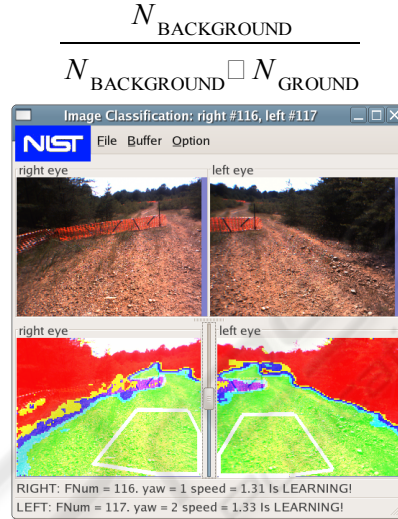 N BACKGROUND
N BACKGROUND □ N GROUND
Image Classification: right #116, left #117
NIST File Buffer Option
right eye left eye
right eye left eye
RIGHT: FNum = 116. yaw = 1 speed = 1.31 Is LEARNING!
LEFT: FNum = 117. yaw = 2 speed = 1.33 Is LEARNING!